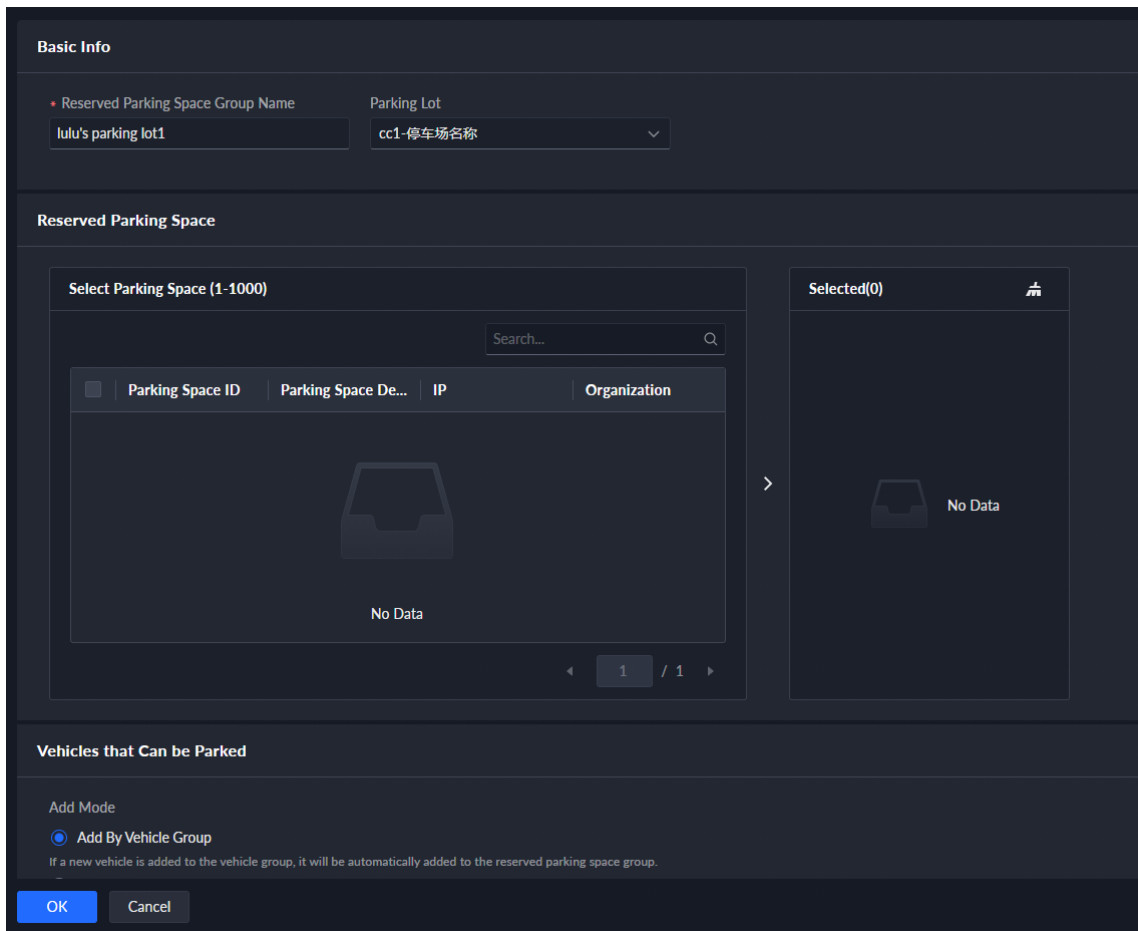 Basic Info
* Reserved Parking Space Group Name Parking Lot
lulu's parking lot1 cc1-停车场名称
Reserved Parking Space
Select Parking Space (1-1000) Selected(0)
Search...
Parking Space ID Parking Space De... IP Organization
No Data
No Data
1 / 1
Vehicles that Can be Parked
Add Mode
Add By Vehicle Group
If a new vehicle is added to the vehicle group, it will be automatically added to the reserved parking space group.
OK Cancel